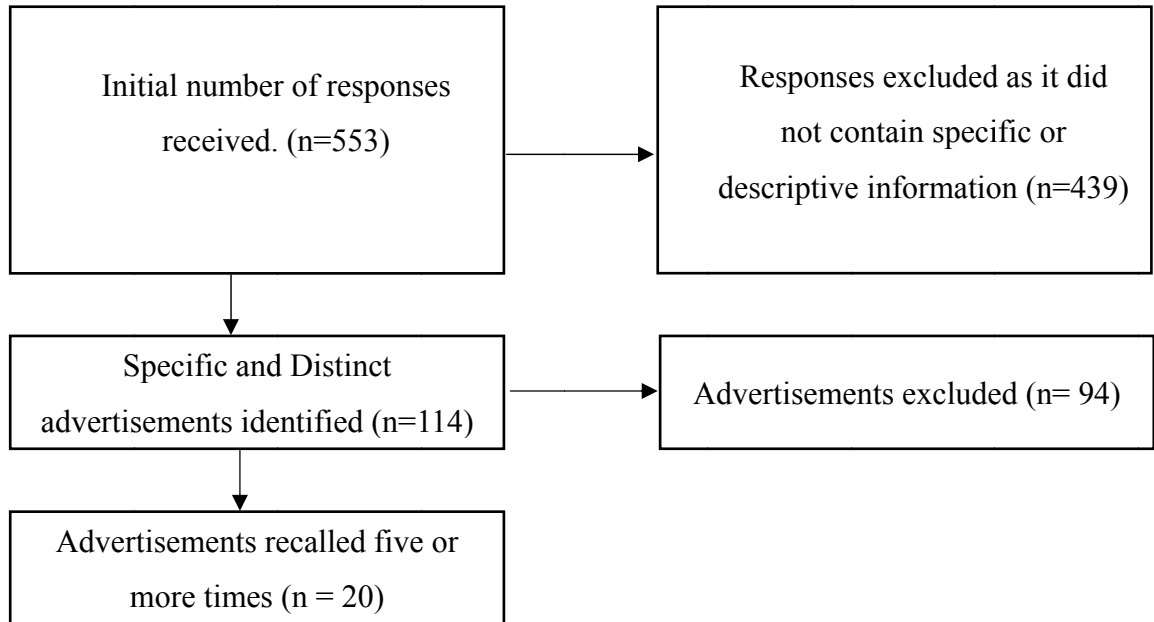 Initial number of responses
received. (n=553)
Responses excluded as it did
not contain specific or
descriptive information (n=439)
Specific and Distinct
advertisements identified (n=114)
Advertisements excluded (n= 94)
Advertisements recalled five or
more times (n = 20)